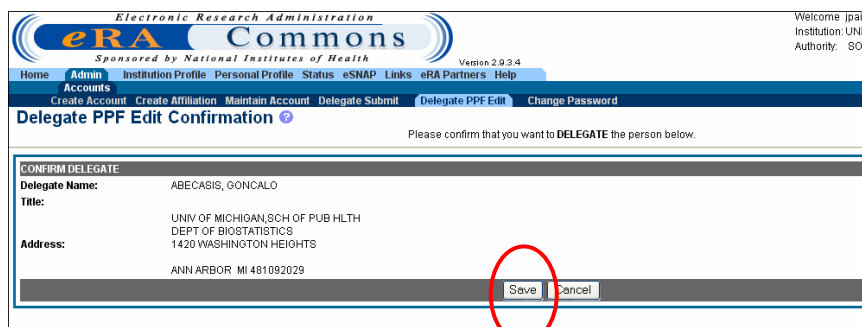 Electronic Research Administration
eRA Commons
Sponsored by National Institutes of Health
Version 2.9.3.4
Welcome jpai
Institution: UNI
Authority: SO
Home Admin Institution Profile Personal Profile Status eSNAP Links eRA Partners Help
Accounts
Create Account Create Affiliation Maintain Account Delegate Submit Delegate PPF Edit Change Password
Delegate PPF Edit Confirmation ?
Please confirm that you want to DELEGATE the person below.
CONFIRM DELEGATE
Delegate Name: ABECASIS, GONCALO
Title:
UNIV OF MICHIGAN,SCH OF PUB HLTH
DEPT OF BIOSTATISTICS
Address: 1420 WASHINGTON HEIGHTS
ANN ARBOR MI 481092029
Save Cancel